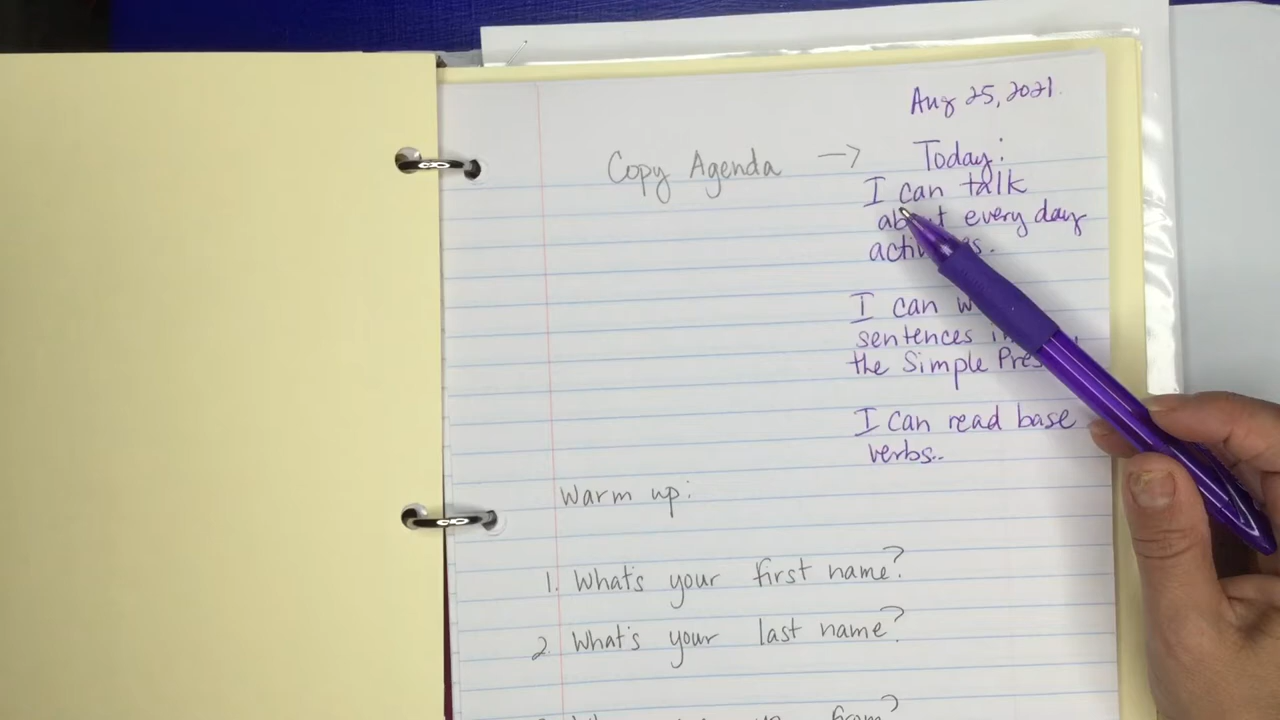 Aug 25, 2021.
Copy Agenda → Today:
I can talk
every day
I can
sentences
the Simple
I can read base
verbs..
Warm up:
1. What's your first name?
2. What's your last name?
from?